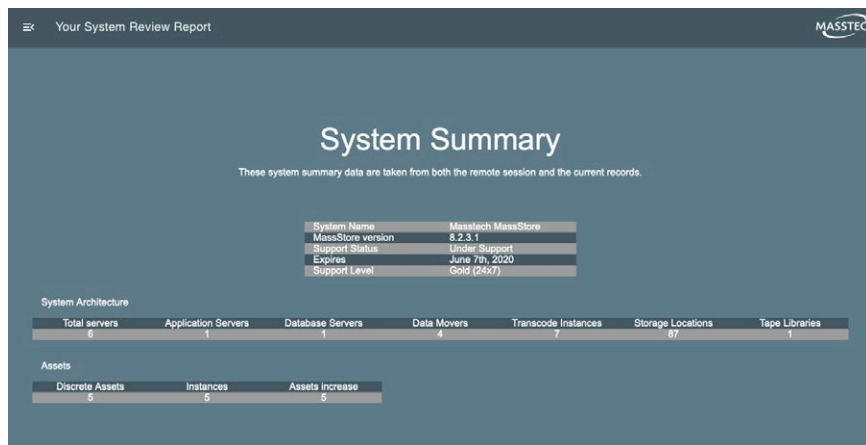 Your System Review Report
MASSTEC
System Summary
These system summary data are taken from both the remote session and the current records.
System Name Masstech MassStore
MassStore version 8.2.3.1
Support Status Under Support
Expires June 7th, 2020
Support Level Gold (24x7)
System Architecture
Total servers Application Servers Database Servers Data Movers Transcode Instances Storage Locations Tape Libraries
6 1 1 4 7 87 1
Assets
Discrete Assets Instances Assets increase
5 5 5